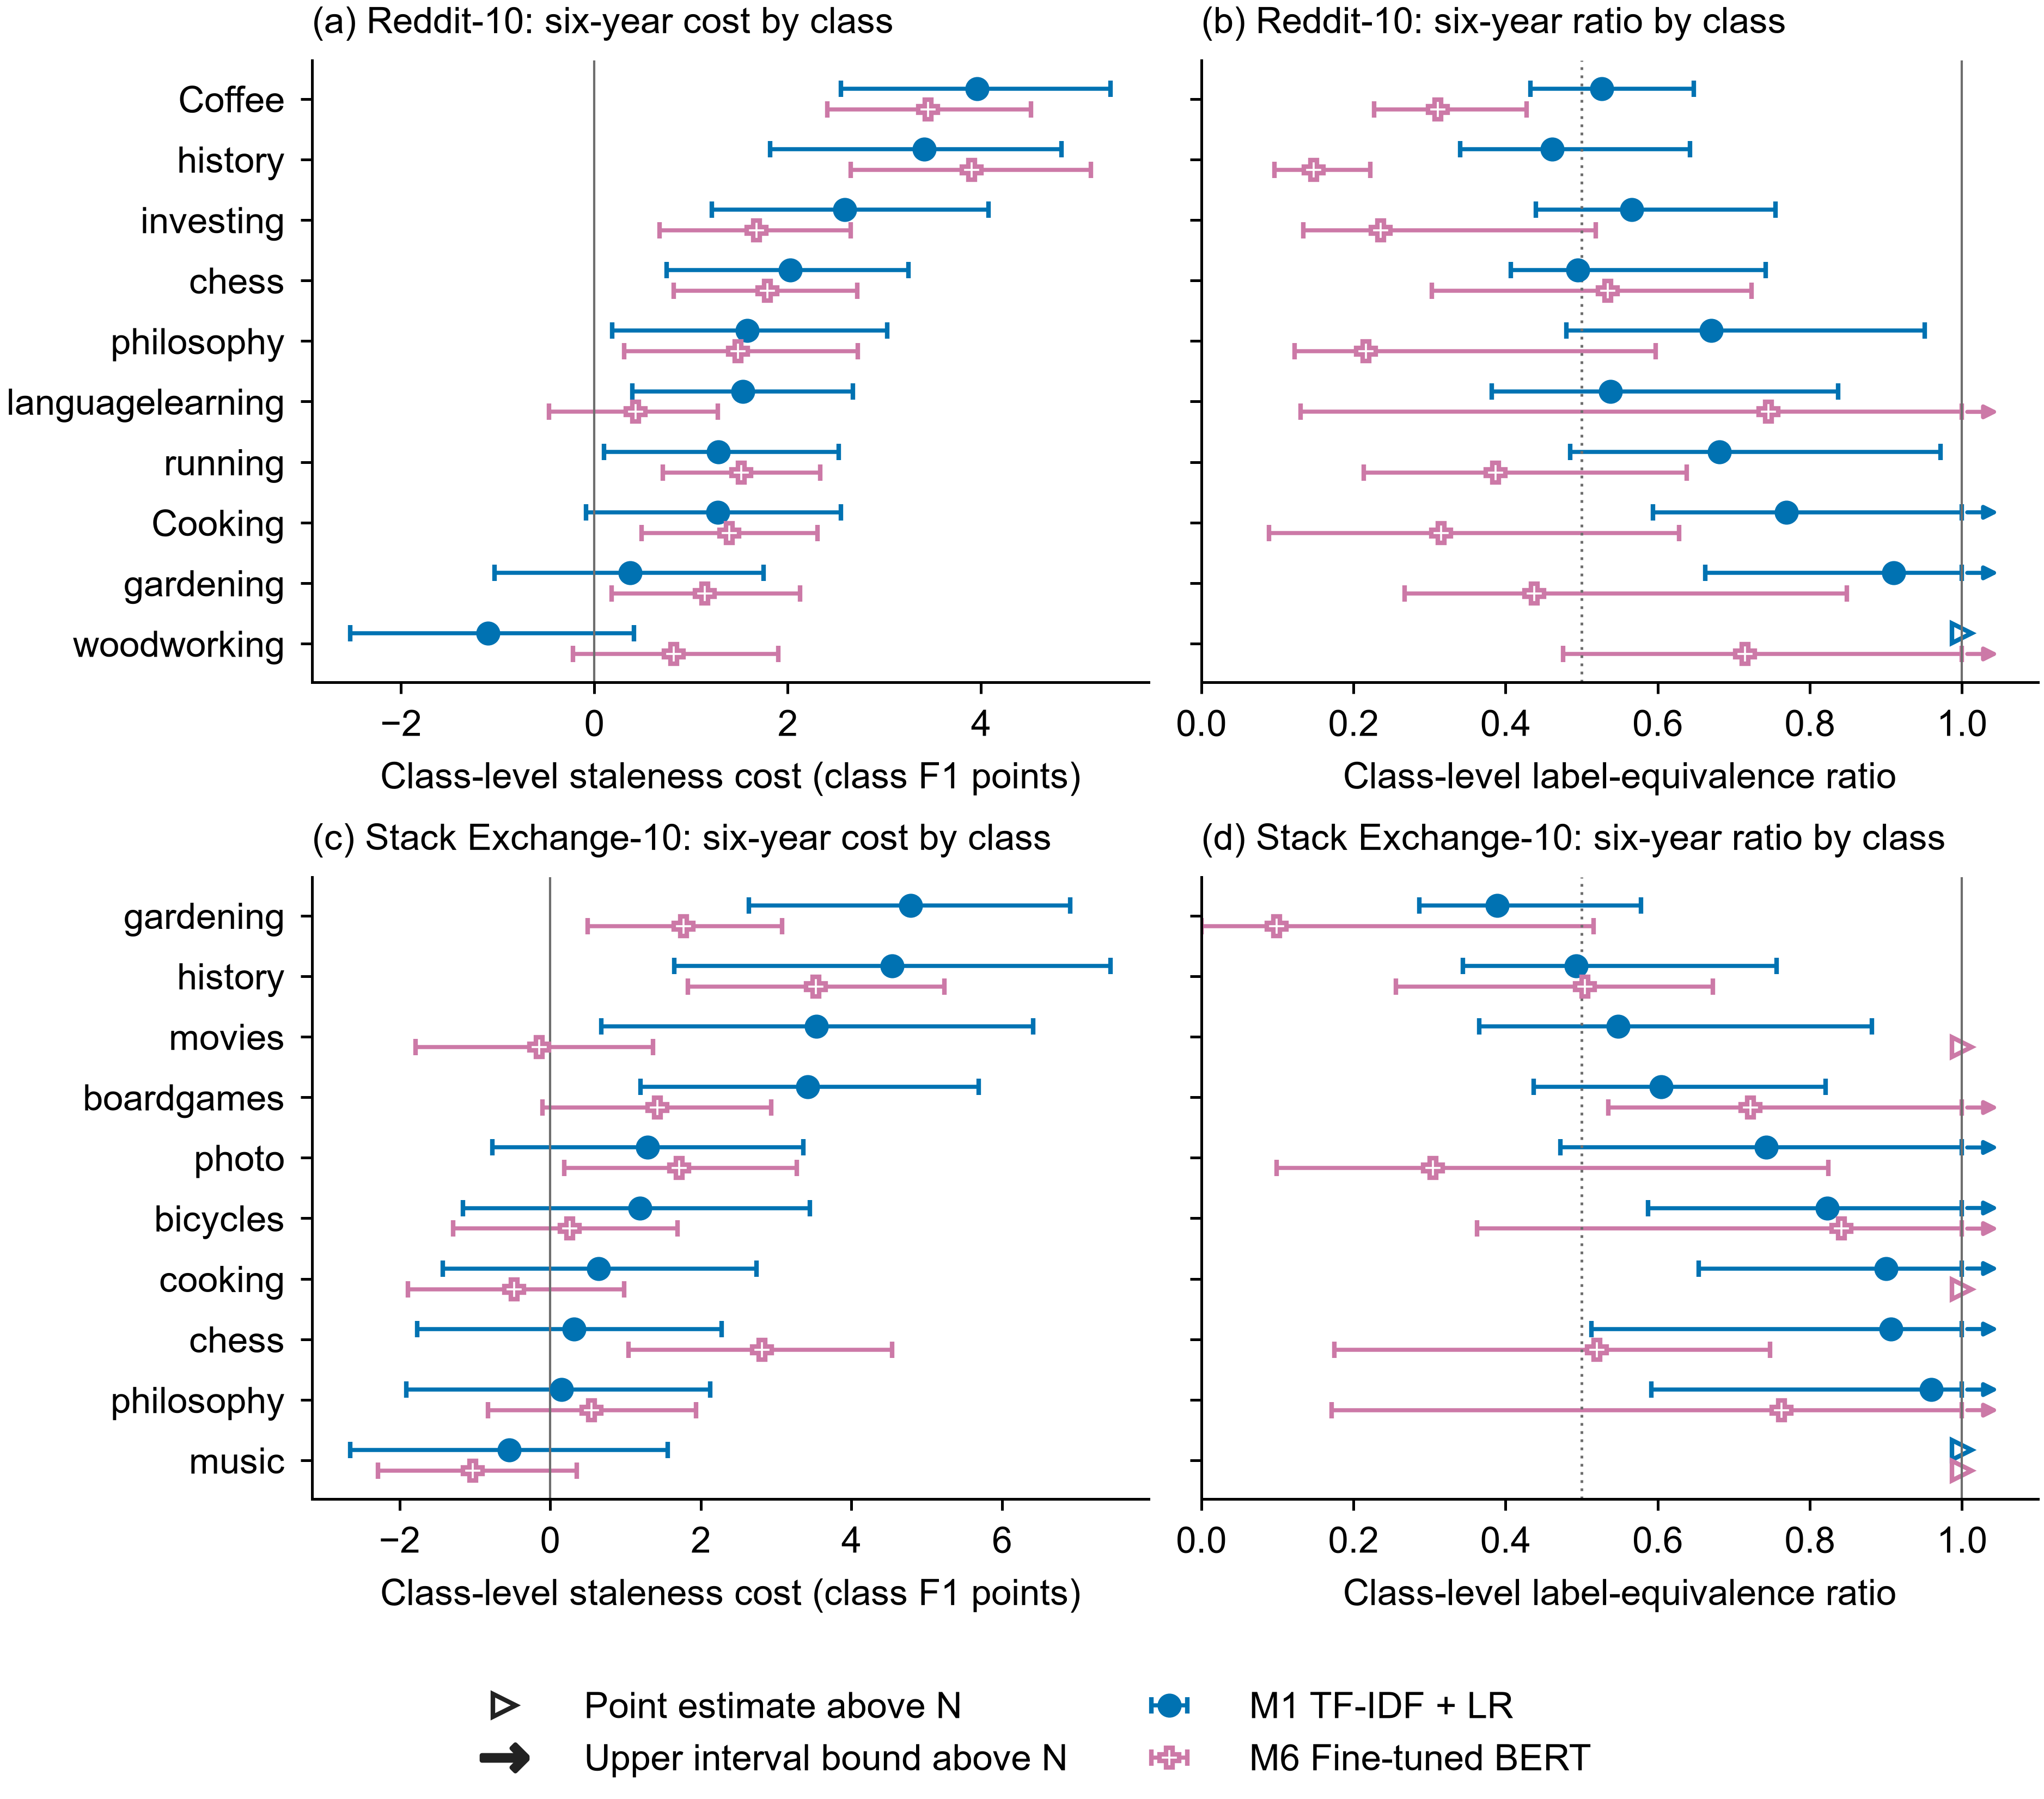 (a) Reddit-10: six-year cost by class
(b) Reddit-10: six-year ratio by class
Coffee
history
investing
chess
philosophy
languagelearning
running
Cooking
gardening
woodworking
−2 0 2 4
0.0 0.2 0.4 0.6 0.8 1.0
Class-level staleness cost (class F1 points)
Class-level label-equivalence ratio
(c) Stack Exchange-10: six-year cost by class
(d) Stack Exchange-10: six-year ratio by class
gardening
history
movies
boardgames
photo
bicycles
cooking
chess
philosophy
music
−2 0 2 4 6
0.0 0.2 0.4 0.6 0.8 1.0
Class-level staleness cost (class F1 points)
Class-level label-equivalence ratio
Point estimate above N
Upper interval bound above N
M1 TF-IDF + LR
M6 Fine-tuned BERT